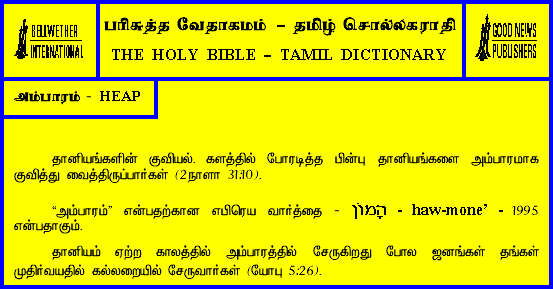 BELLWETHER
INTERNATIONAL
பரிசுத்த வேதாகமம் – தமிழ் சொல்லகராதி
THE HOLY BIBLE – TAMIL DICTIONARY
GOOD NEWS
PUBLISHERS
அம்பாரம் - HEAP
தானியங்களின் குவியல். களத்தில் போரடித்த பின்பு தானியங்களை அம்பாரமாக
குவித்து வைத்திருப்பார்கள் (2நாளா 31:10).
“அம்பாரம்” என்பதற்கான எபிரெய வார்த்தை - הָמוֹן - haw-mone’ - 1995
என்பதாகும்.
தானியம் ஏற்ற காலத்தில் அம்பாரத்தில் சேருகிறது போல ஜனங்கள் தங்கள்
முதிர்வயதில் கல்லறையில் சேருவார்கள் (யோபு 5:26).